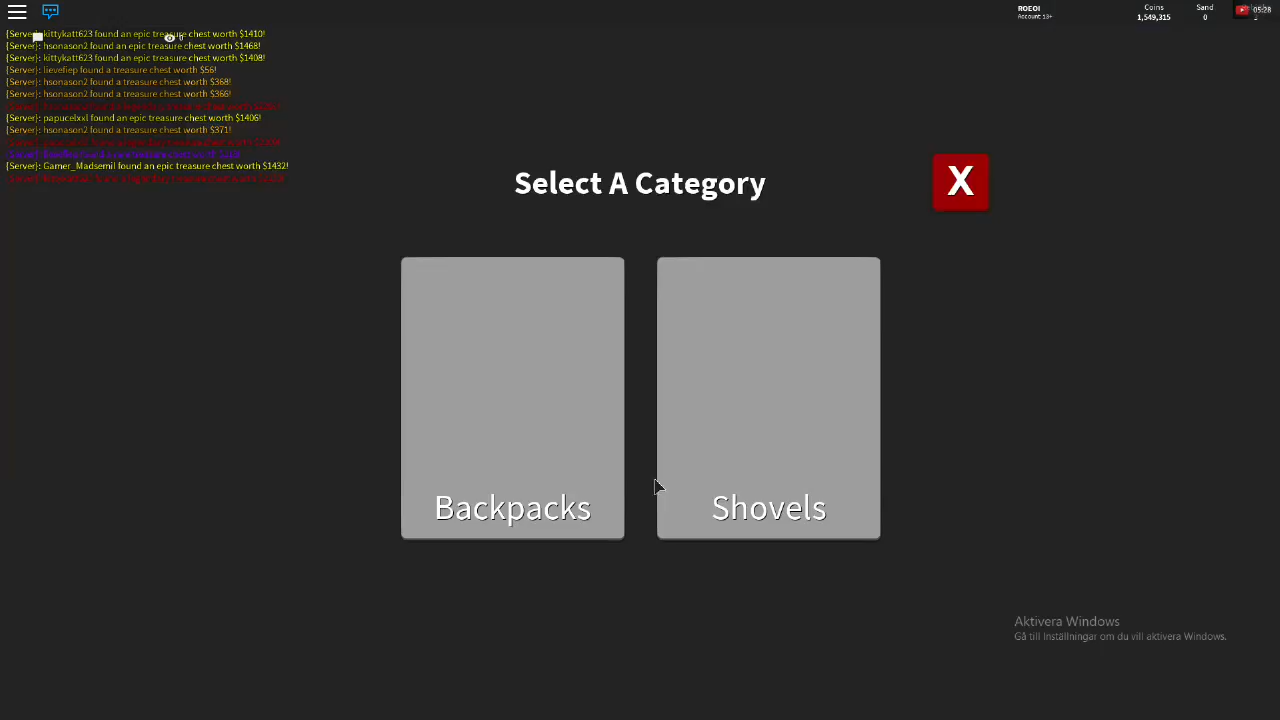 ROEOI
Account: 13+
Coins
1,549,315
Sand
0
05:28
[Server]: kittykatt623 found an epic treasure chest worth $1410!
[Server]: hsonason2 found an epic treasure chest worth $1468!
[Server]: kittykatt623 found an epic treasure chest worth $1408!
[Server]: lievefiep found a treasure chest worth $56!
[Server]: hsonason2 found a treasure chest worth $368!
[Server]: hsonason2 found a treasure chest worth $366!
[Server]: papucelxxl found an epic treasure chest worth $1406!
[Server]: hsonason2 found a treasure chest worth $371!
[Server]: Gamer_Madsemil found an epic treasure chest worth $1432!
Select A Category
X
Backpacks
Shovels
Aktivera Windows
Gå till Inställningar om du vill aktivera Windows.